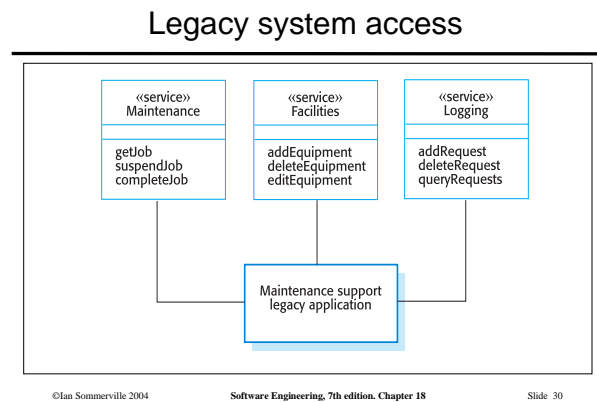 Legacy system access
«service»
Maintenance
getJob
suspendJob
completeJob
«service»
Facilities
addEquipment
deleteEquipment
editEquipment
«service»
Logging
addRequest
deleteRequest
queryRequests
Maintenance support
legacy application
©Ian Sommerville 2004 Software Engineering, 7th edition. Chapter 18 Slide 30